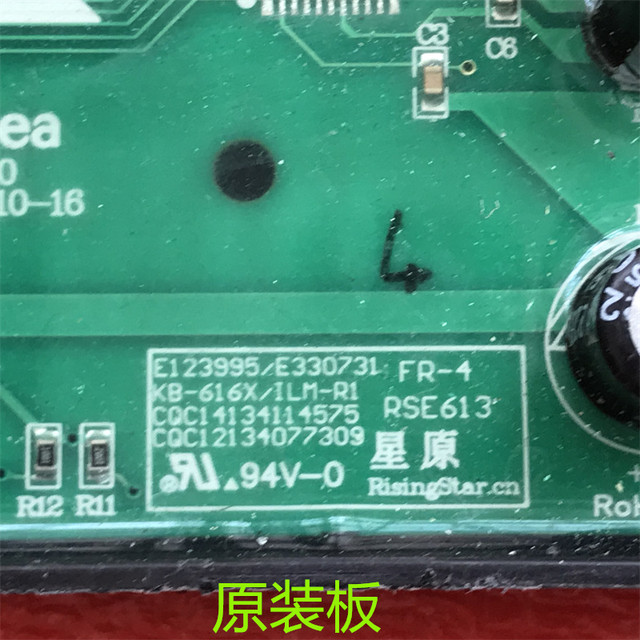 C3
C6
ea
0
10-16
4
E123995/E330731 FR-4
KB-616X/ILM-R1
CQC14134114575 RSE613
CQC12134077309
94V-0
星原
RisingStar.cn
R12 R11
RoH
原装板